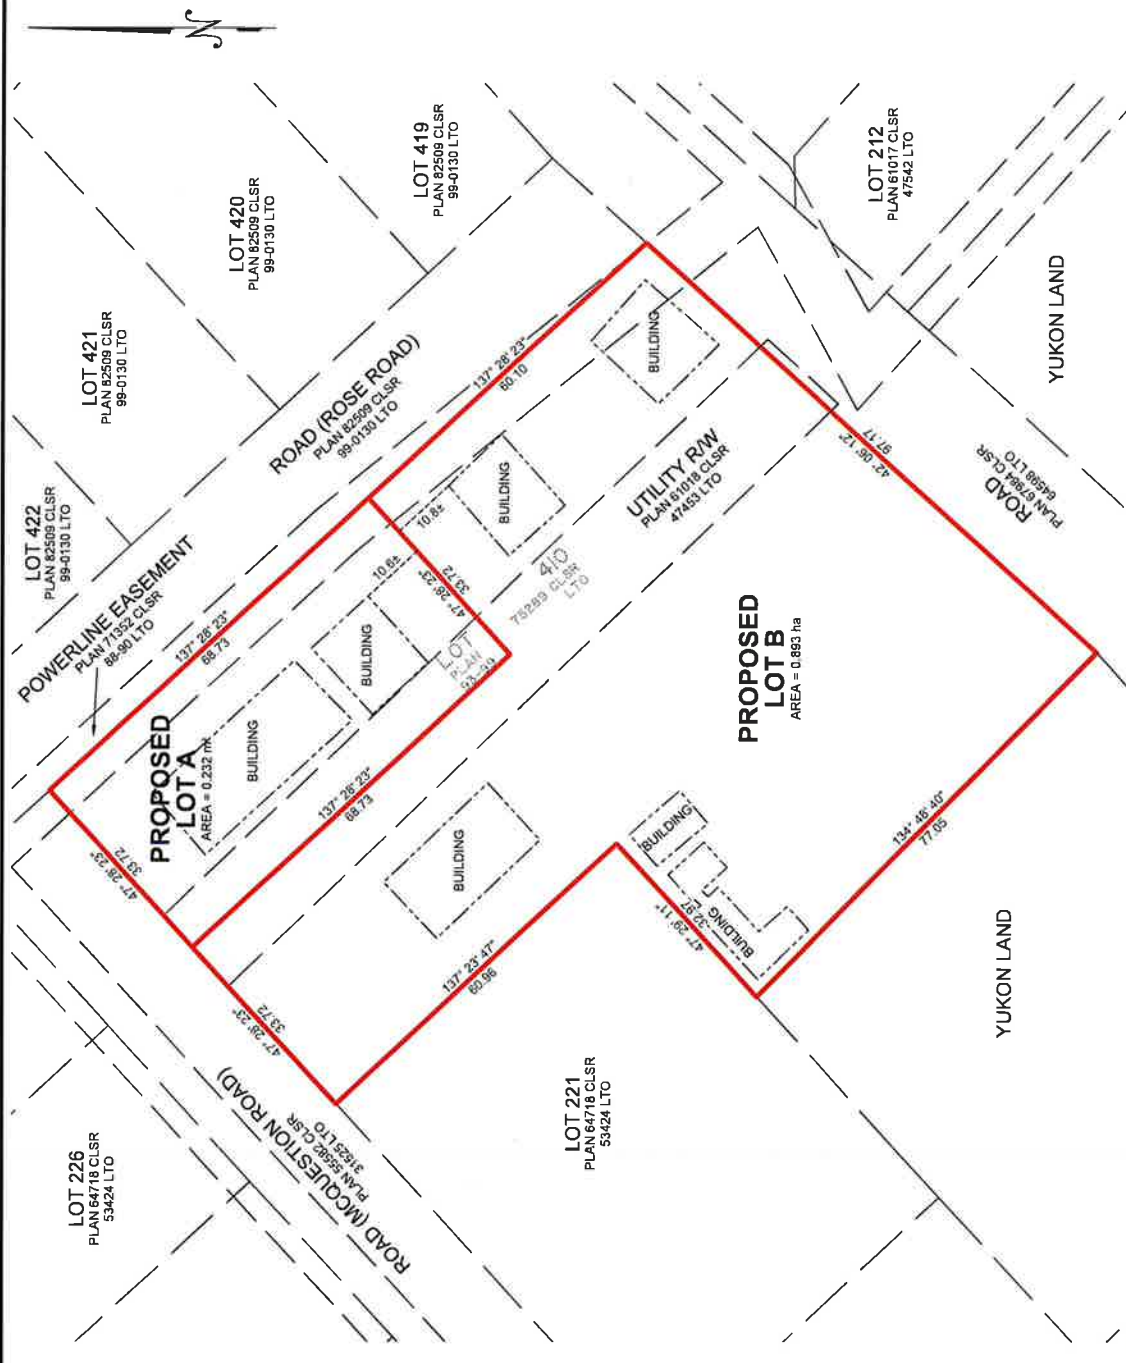 N
LOT 422
PLAN 82509 CLSR
99-0130 LTO
LOT 421
PLAN 82509 CLSR
99-0130 LTO
LOT 420
PLAN 82509 CLSR
99-0130 LTO
LOT 419
PLAN 82509 CLSR
99-0130 LTO
LOT 212
PLAN 61017 CLSR
47542 LTO
POWERLINE EASEMENT
PLAN 71352 CLSR
88-90 LTO
ROAD (ROSE ROAD)
PLAN 82509 CLSR
99-0130 LTO
137° 28' 23"
68.73
137° 28' 23"
60.10
PROPOSED
LOT A
AREA = 0.232 m²
BUILDING
BUILDING
BUILDING
BUILDING
10.6±
10.8±
47° 28' 23"
33.72
47° 28' 23"
33.72
137° 28' 23"
68.73
LOT 410
PLAN 75289 CLSR
93-99 LTO
UTILITY R/W
PLAN 61018 CLSR
47453 LTO
42° 06' 12"
97.17
YUKON LAND
ROAD
PLAN 67984 CLSR
64598 LTO
PROPOSED
LOT B
AREA = 0.893 ha
BUILDING
BUILDING
BUILDING
47° 28' 23"
33.72
137° 23' 47"
60.96
47° 29' 11"
32.97
134° 48' 40"
77.05
YUKON LAND
ROAD (MCQUESTION ROAD)
PLAN 55582 CLSR
31525 LTO
LOT 226
PLAN 64718 CLSR
53424 LTO
LOT 221
PLAN 64718 CLSR
53424 LTO